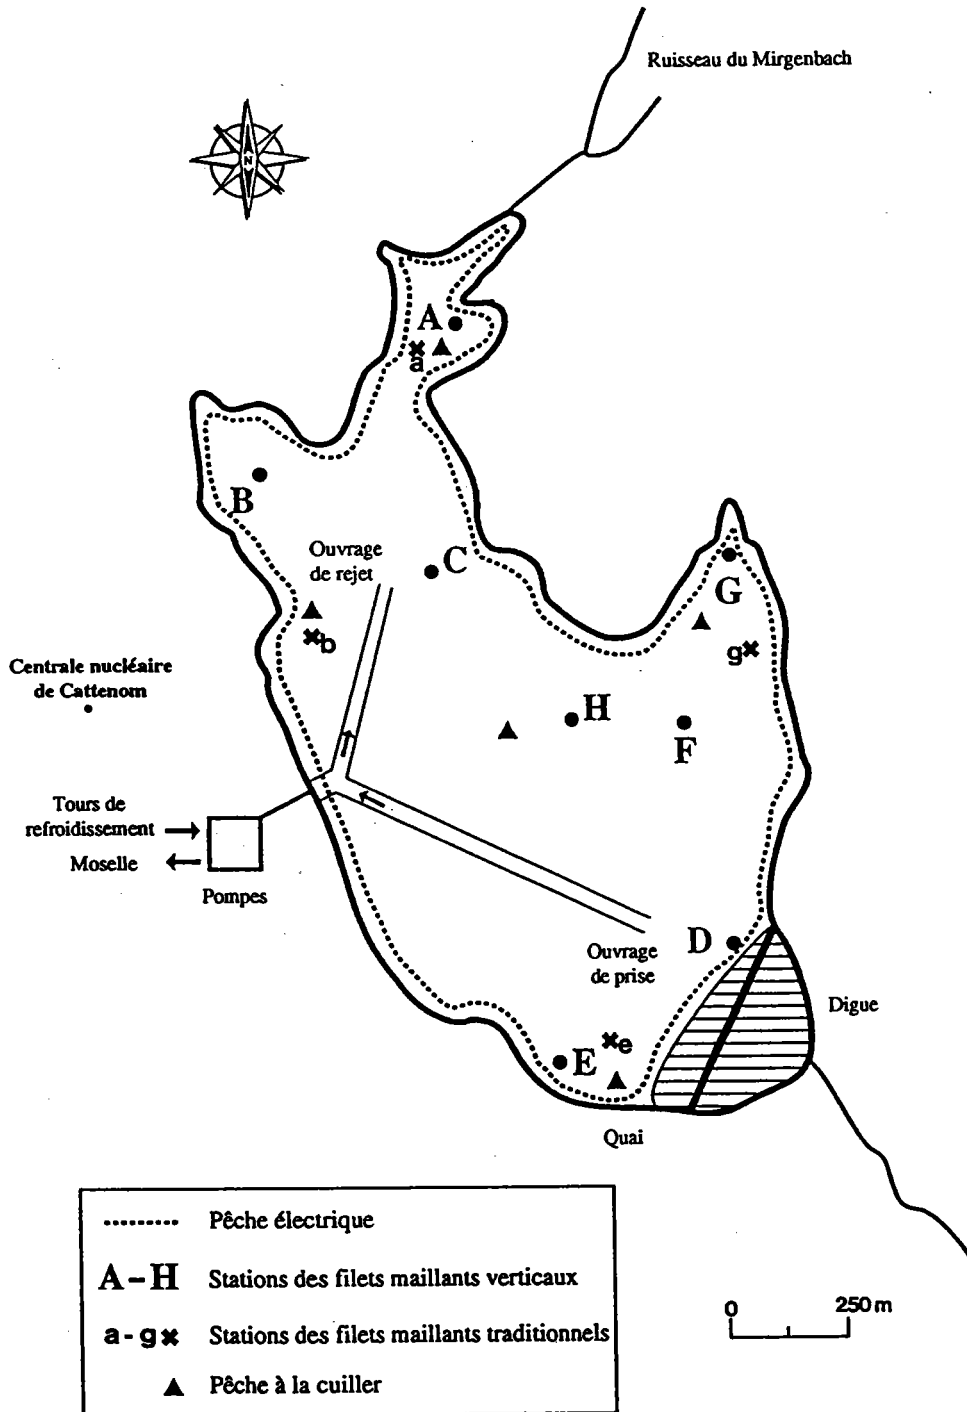 Ruisseau du Mirgenbach
N
A
a
B
Ouvrage
de rejet
C
G
b
g
Centrale nucléaire
de Cattenom
H
F
Tours de
refroidissement
Moselle
Pompes
D
Ouvrage
de prise
Digue
e
E
Quai
Pêche électrique
A - H Stations des filets maillants verticaux
a - g Stations des filets maillants traditionnels
Pêche à la cuiller
0 250 m